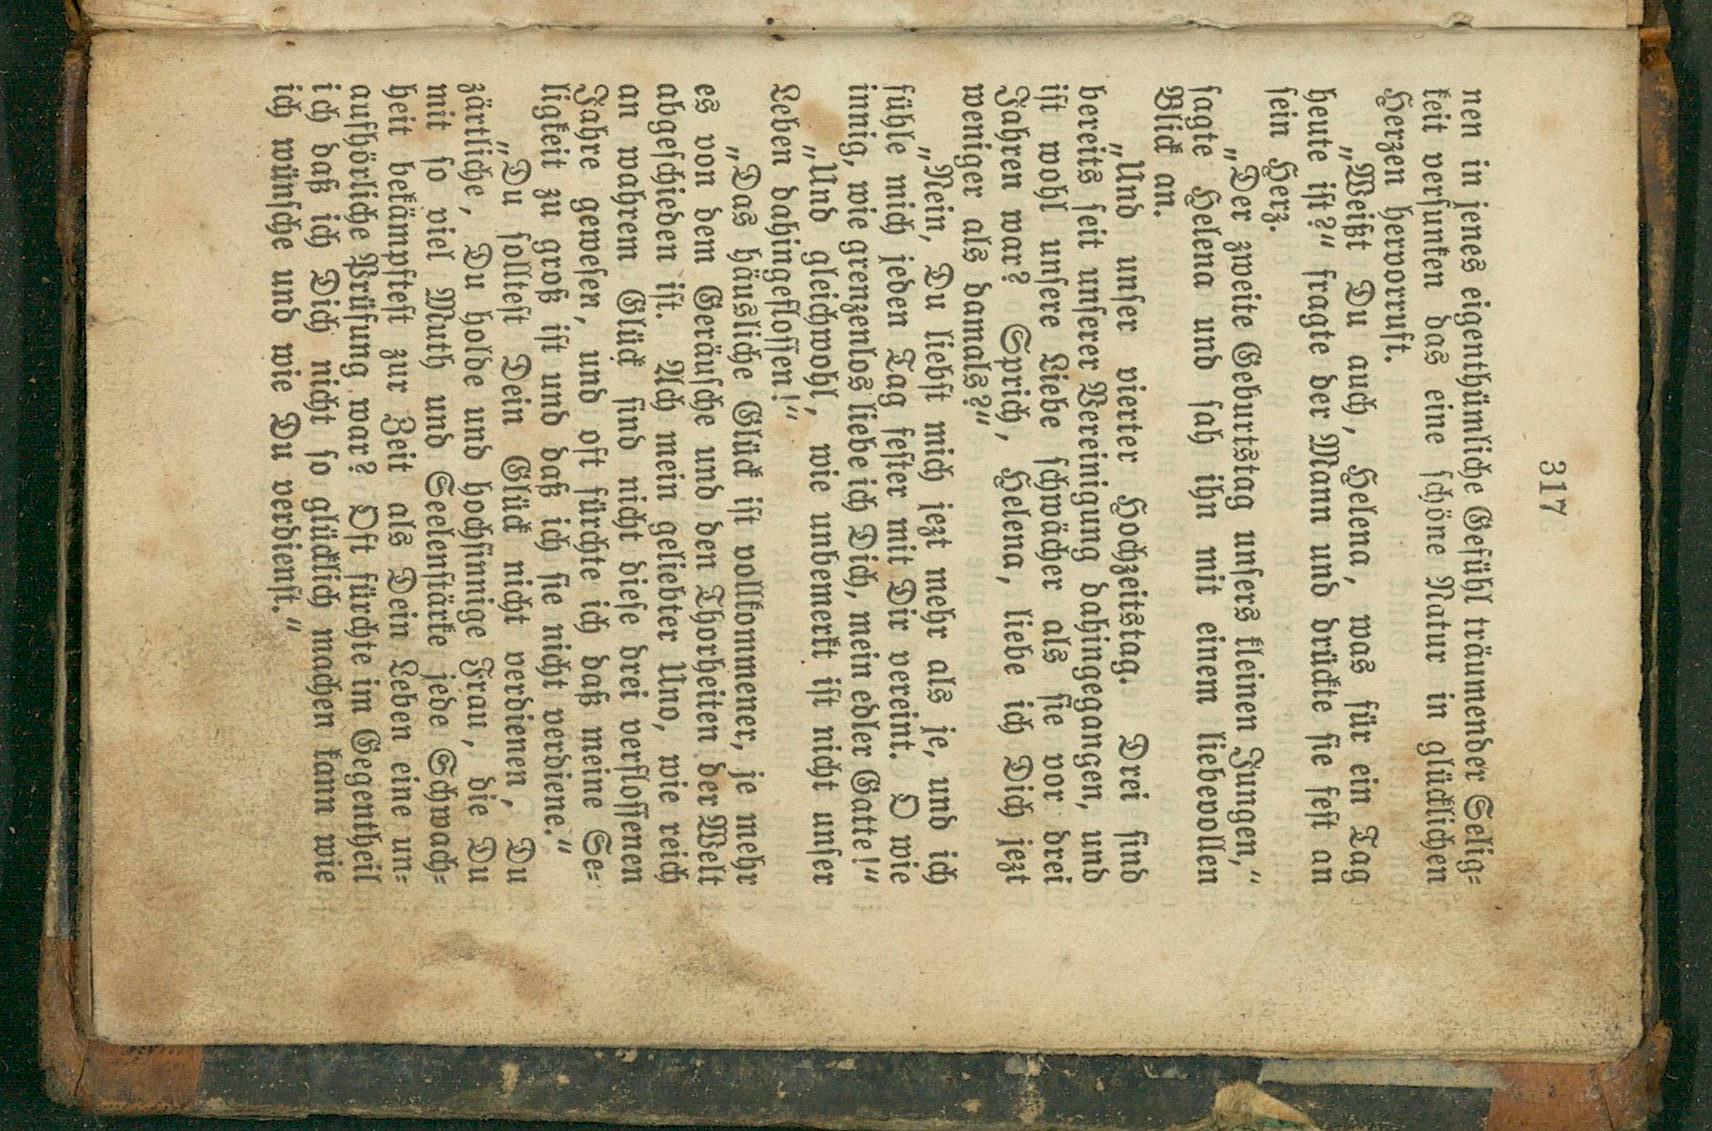 317
nen in jenes eigenthümliche Gefühl träumender Selig-
keit versunken das eine schöne Natur in glücklichen
Herzen hervorruft.
„Weißt Du auch, Helena, was für ein Tag
heute ist?“ fragte der Mann und drückte sie fest an
sein Herz.
„Der zweite Geburtstag unsers kleinen Jungen,“
sagte Helena und sah ihn mit einem liebevollen
Blick an.
„Und unser vierter Hochzeitstag. Drei sind
bereits seit unserer Vereinigung dahingegangen, und
ist wohl unsere Liebe schwächer als sie vor drei
Jahren war? Sprich, Helena, liebe ich Dich jezt
weniger als damals?“
„Nein, Du liebst mich jezt mehr als je, und ich
fühle mich jeden Tag fester mit Dir vereint. O wie
innig, wie grenzenlos liebe ich Dich, mein edler Gatte!“
„Und gleichwohl, wie unbemerkt ist nicht unser
Leben dahingeflossen!“
„Das häusliche Glück ist vollkommener, je mehr
es von dem Geräusche und den Thorheiten der Welt
abgeschieden ist. Ach mein geliebter Uno, wie reich
an wahrem Glück sind nicht diese drei verflossenen
Jahre gewesen, und oft fürchte ich daß meine Se-
ligkeit zu groß ist und daß ich sie nicht verdiene.“
„Du solltest Dein Glück nicht verdienen, Du
zärtliche, Du holde und hochsinnige Frau, die Du
mit so viel Muth und Seelenstärke jede Schwach-
heit bekämpftest zur Zeit als Dein Leben eine un-
aufhörliche Prüfung war? Oft fürchte im Gegentheil
ich daß ich Dich nicht so glücklich machen kann wie
ich wünsche und wie Du verdienst.“